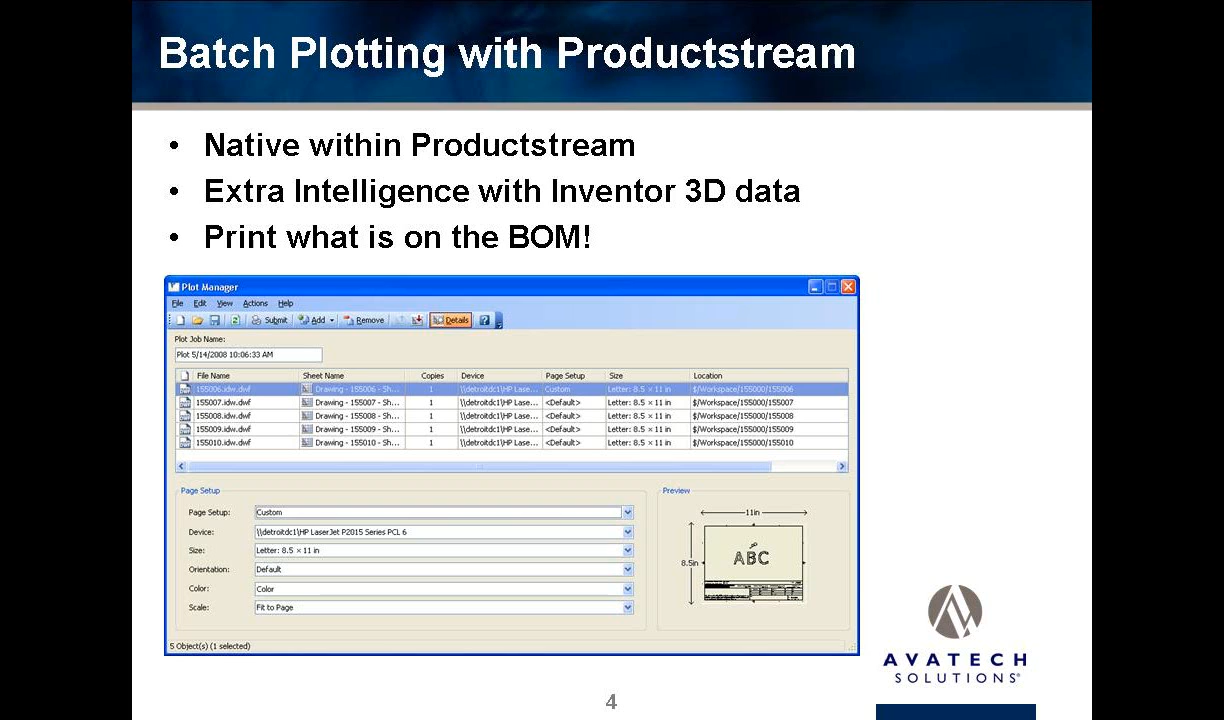 Batch Plotting with Productstream
• Native within Productstream
• Extra Intelligence with Inventor 3D data
• Print what is on the BOM!
Plot Manager
File Edit View Actions Help
Submit Add Remove Details
Plot Job Name:
Plot 5/14/2008 10:06:33 AM
File Name Sheet Name Copies Device Page Setup Size Location
155006.idw.dwf Drawing - 155006 - Sh... 1 \\detroitdc1\HP Lase... Custom Letter: 8.5 × 11 in $/Workspace/155000/155006
155007.idw.dwf Drawing - 155007 - Sh... 1 \\detroitdc1\HP Lase... <Default> Letter: 8.5 × 11 in $/Workspace/155000/155007
155008.idw.dwf Drawing - 155008 - Sh... 1 \\detroitdc1\HP Lase... <Default> Letter: 8.5 × 11 in $/Workspace/155000/155008
155009.idw.dwf Drawing - 155009 - Sh... 1 \\detroitdc1\HP Lase... <Default> Letter: 8.5 × 11 in $/Workspace/155000/155009
155010.idw.dwf Drawing - 155010 - Sh... 1 \\detroitdc1\HP Lase... <Default> Letter: 8.5 × 11 in $/Workspace/155000/155010
Page Setup
Page Setup: Custom
Device: \\detroitdc1\HP LaserJet P2015 Series PCL 6
Size: Letter: 8.5 × 11 in
Orientation: Default
Color: Color
Scale: Fit to Page
Preview
11in
8.5in
ABC
5 Object(s) (1 selected)
AVATECH
SOLUTIONS®
4